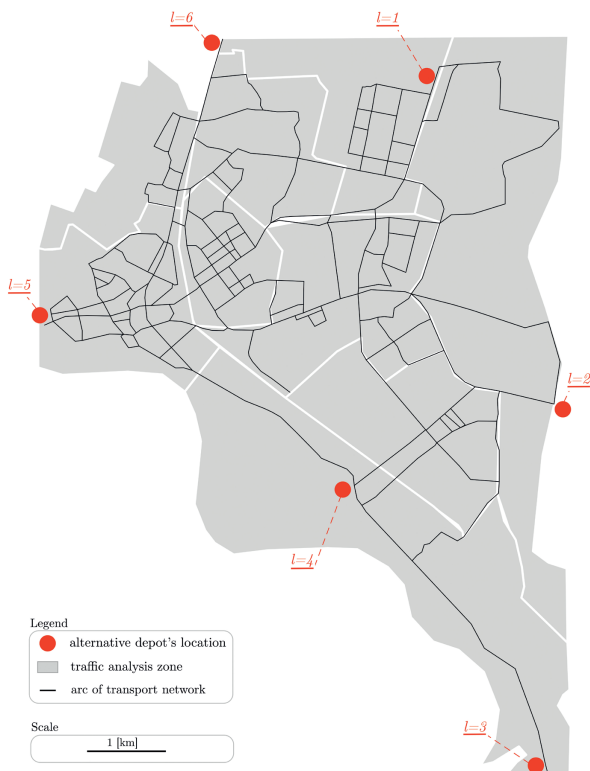 l=6
l=1
l=5
l=2
l=4
Legend
alternative depot's location
traffic analysis zone
arc of transport network
Scale
1 [km]
l=3